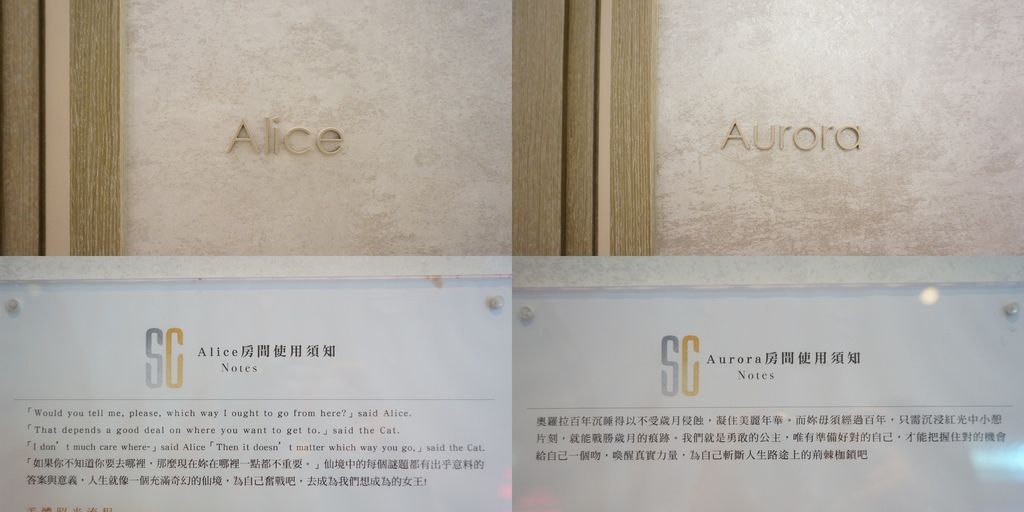 Alice
Aurora
SC
Alice房間使用須知
Notes
「Would you tell me, please, which way I ought to go from here?」said Alice.
「That depends a good deal on where you want to get to.」said the Cat.
「I don't much care where-」said Alice「Then it doesn't matter which way you go.」said the Cat.
「如果你不知道你要去哪裡，那麼現在妳在哪裡一點都不重要。」仙境中的每個謎題都有出乎意料的
答案與意義，人生就像一個充滿奇幻的仙境，為自己奮戰吧，去成為我們想成為的女王!
SC
Aurora房間使用須知
Notes
奧羅拉百年沉睡得以不受歲月侵蝕，凝住美麗年華，而妳毋須經過百年，只需沉浸紅光中小憩
片刻，就能戰勝歲月的痕跡。我們就是勇敢的公主，唯有準備好對的自己，才能把握住對的機會
給自己一個吻，喚醒真實力量，為自己斬斷人生路途上的荊棘枷鎖吧